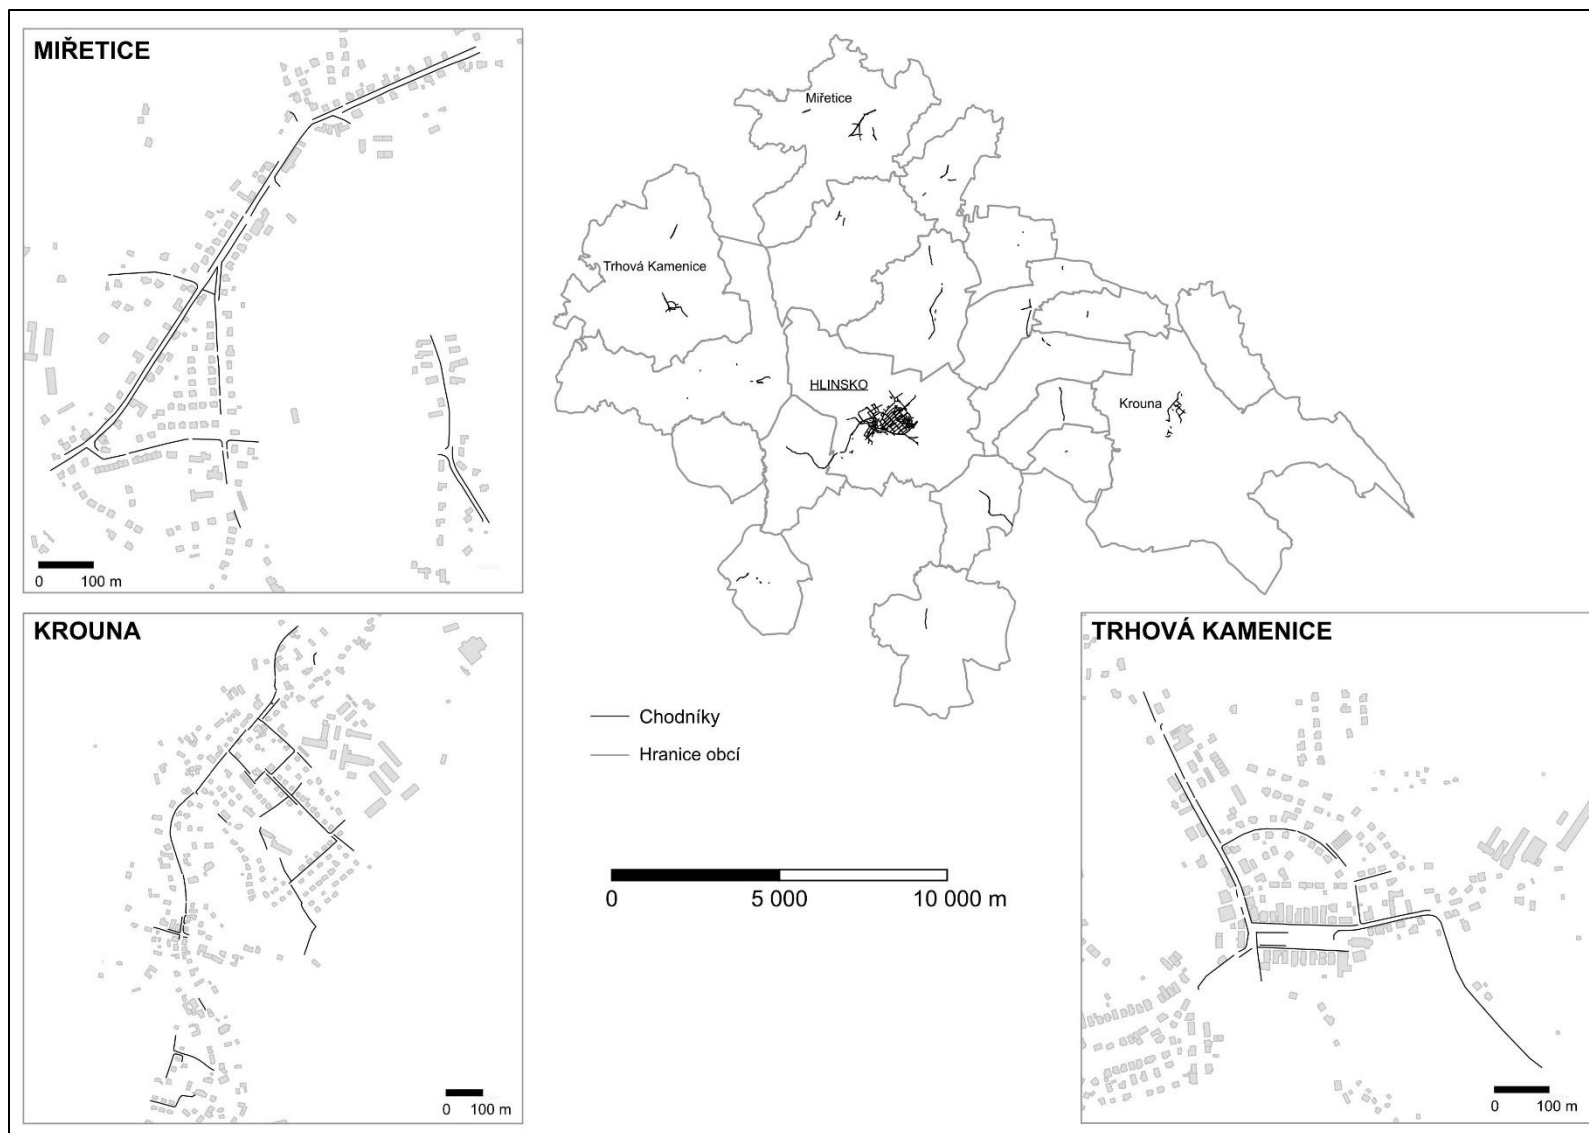 MIŘETICE
0 100 m
KROUNA
0 100 m
Miřetice
Trhová Kamenice
HLINSKO
Krouna
Chodníky
Hranice obcí
0 5 000 10 000 m
TRHOVÁ KAMENICE
0 100 m